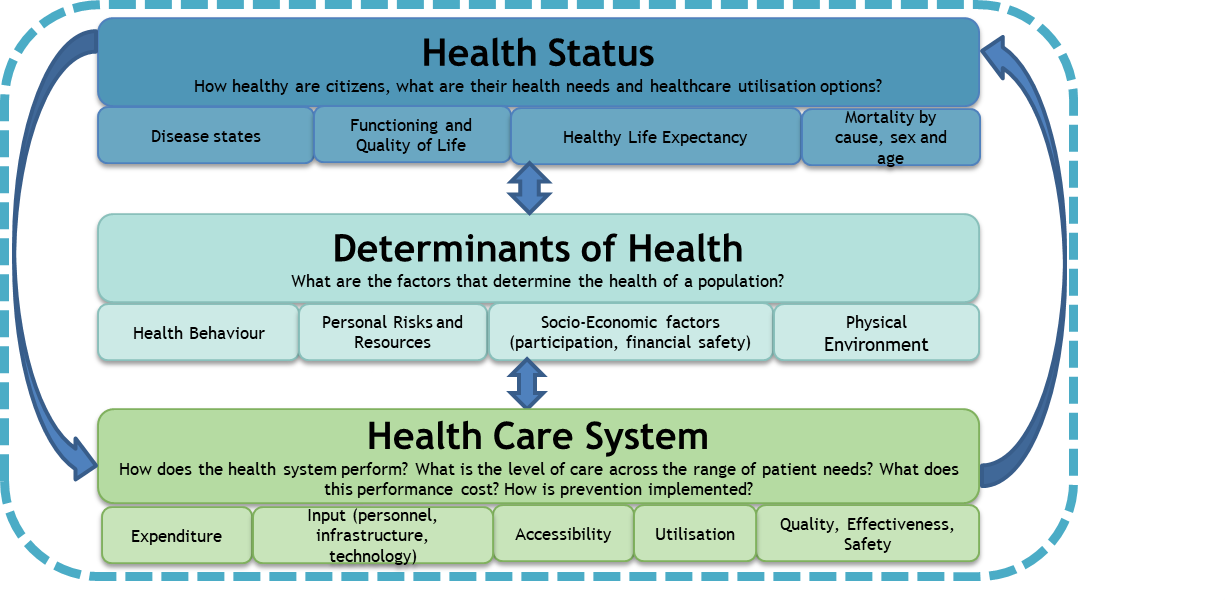 Health Status
How healthy are citizens, what are their health needs and healthcare utilisation options?
Disease states
Functioning and
Quality of Life
Healthy Life Expectancy
Mortality by
cause, sex and
age
Determinants of Health
What are the factors that determine the health of a population?
Health Behaviour
Personal Risks and
Resources
Socio-Economic factors
(participation, financial safety)
Physical
Environment
Health Care System
How does the health system perform? What is the level of care across the range of patient needs? What does
this performance cost? How is prevention implemented?
Expenditure
Input (personnel,
infrastructure,
technology)
Accessibility
Utilisation
Quality, Effectiveness,
Safety